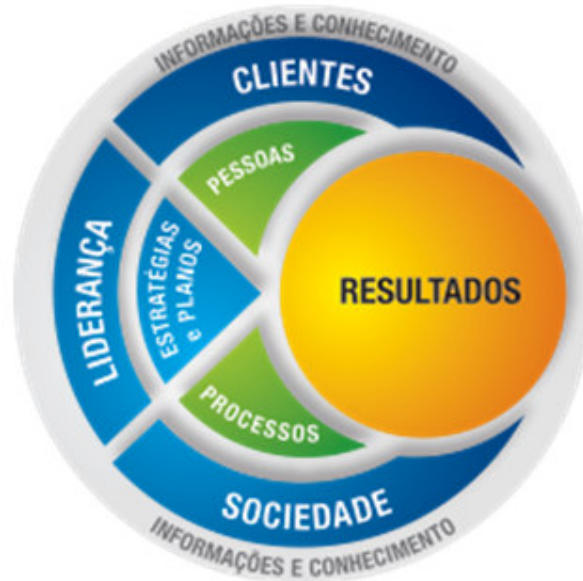 INFORMAÇÕES E CONHECIMENTO
CLIENTES
PESSOAS
LIDERANÇA
ESTRATÉGIAS
e PLANOS
RESULTADOS
PROCESSOS
SOCIEDADE
INFORMAÇÕES E CONHECIMENTO